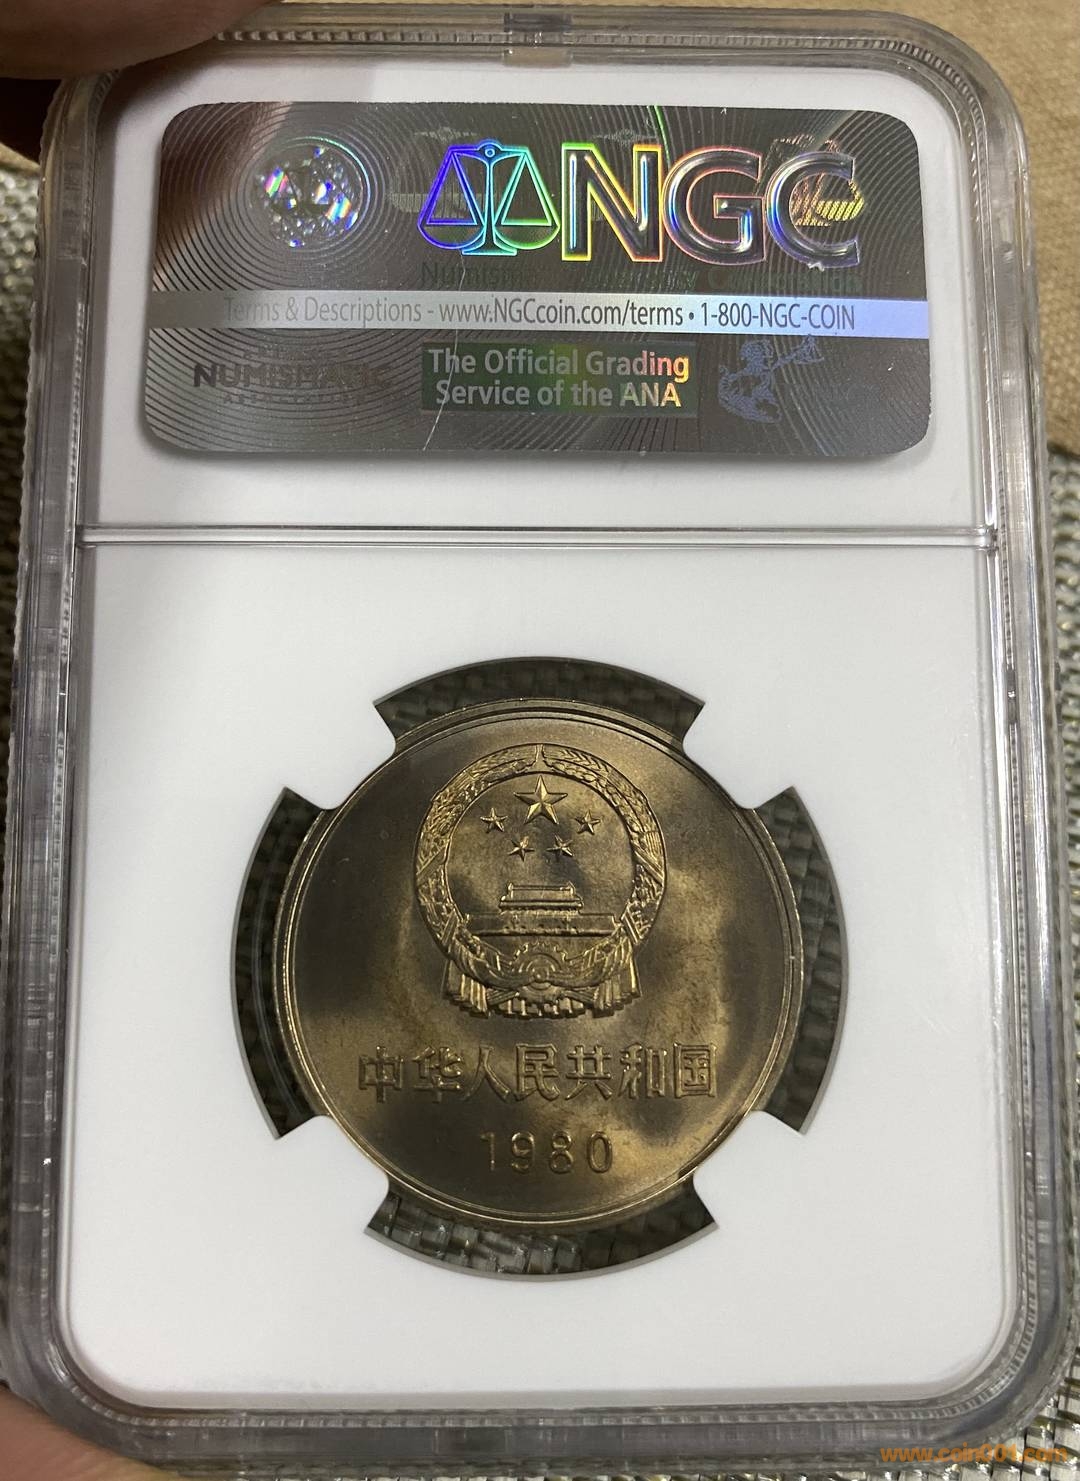 NGC
Terms & Descriptions - www.NGCcoin.com/terms • 1-800-NGC-COIN
The Official Grading
Service of the ANA
中华人民共和国
1980
www.coin001.com